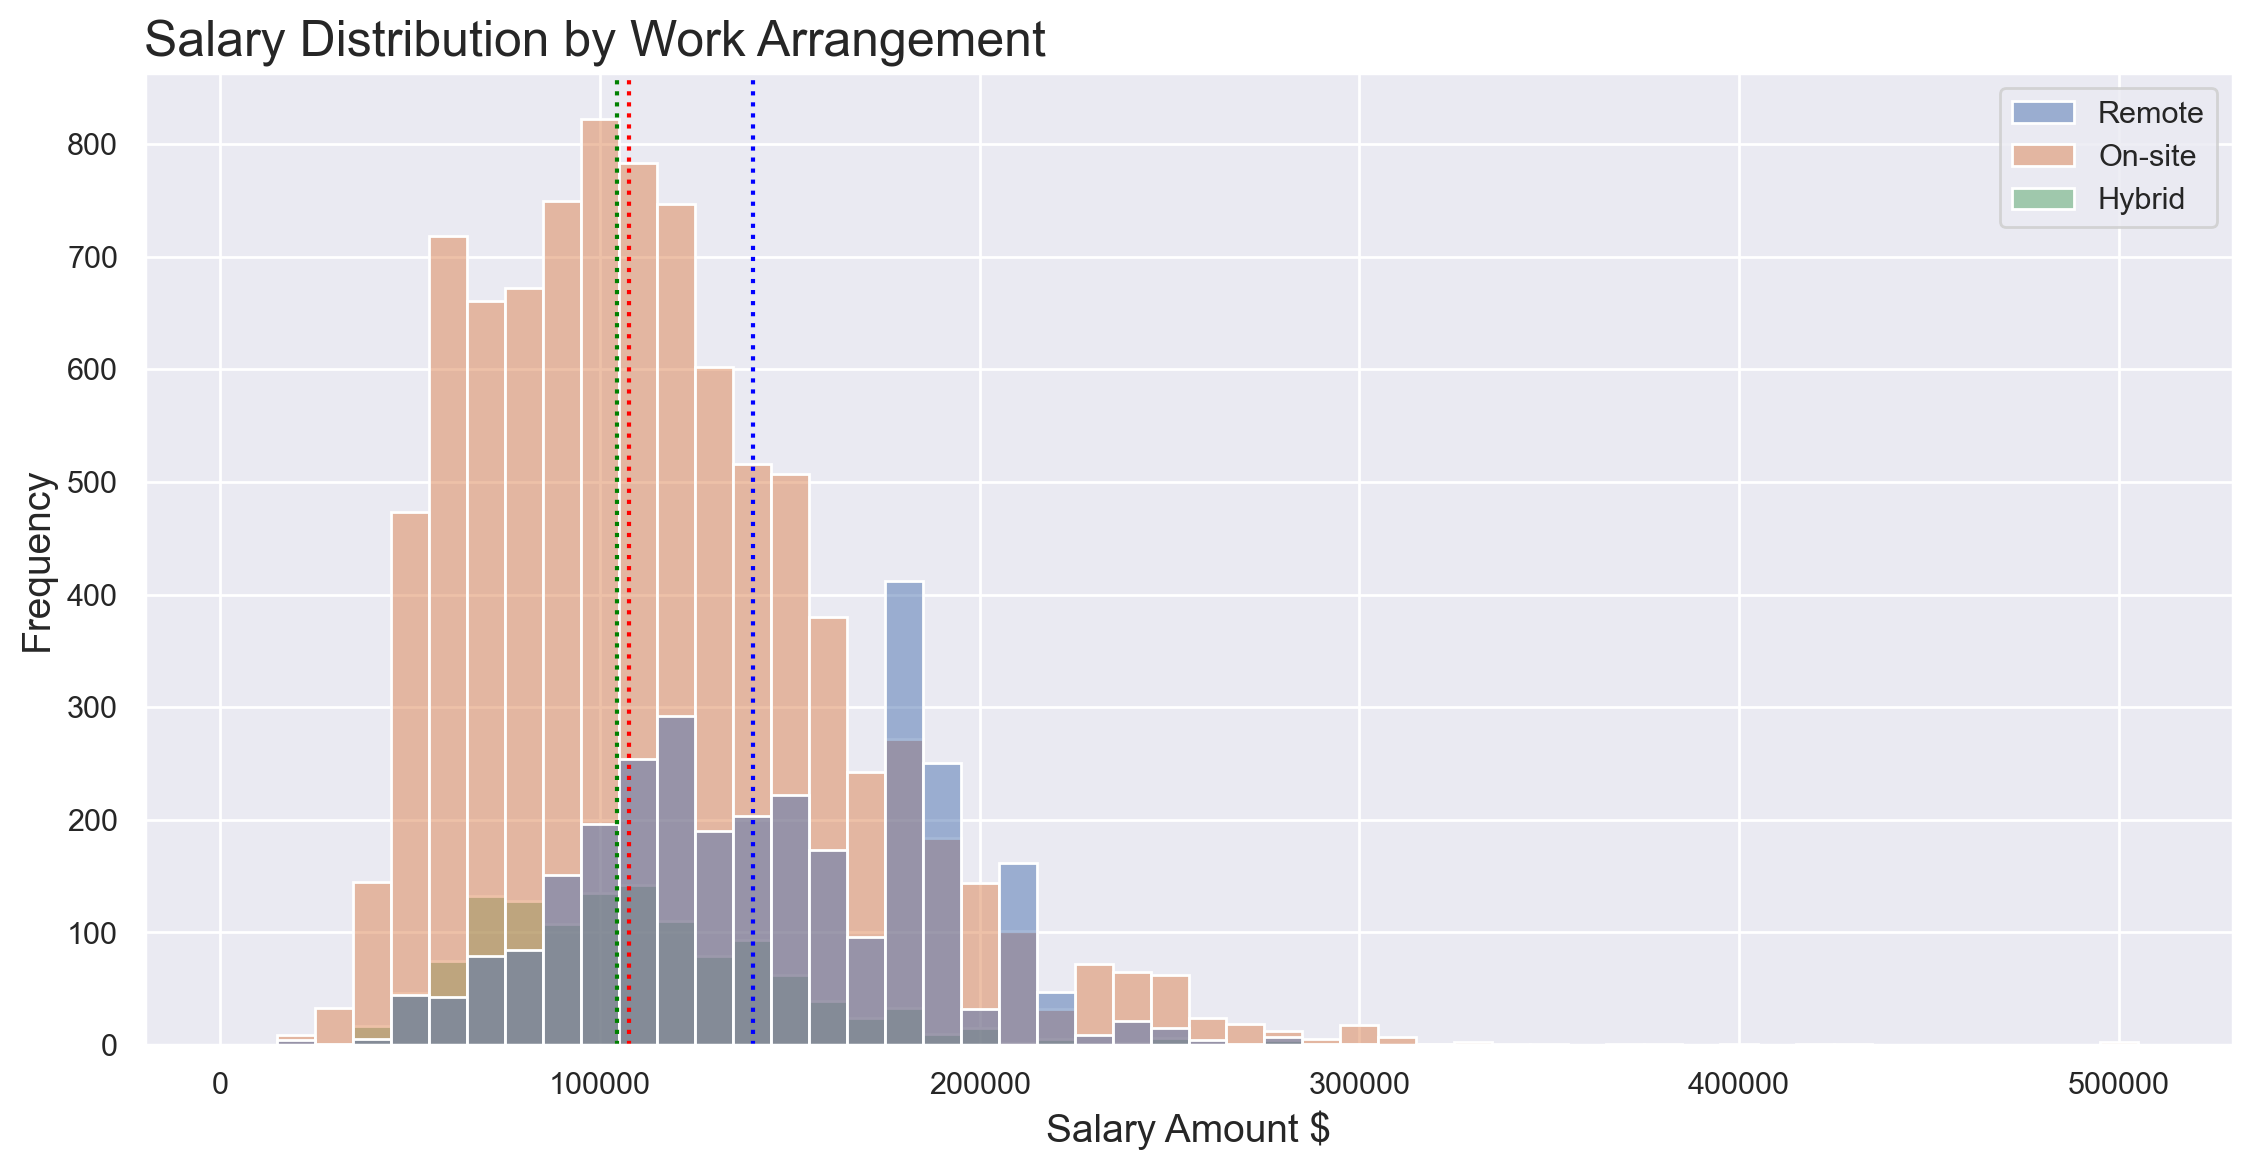 Salary Distribution by Work Arrangement
Remote
On-site
Hybrid
800
700
600
500
400
300
200
100
0
Frequency
0 100000 200000 300000 400000 500000
Salary Amount $